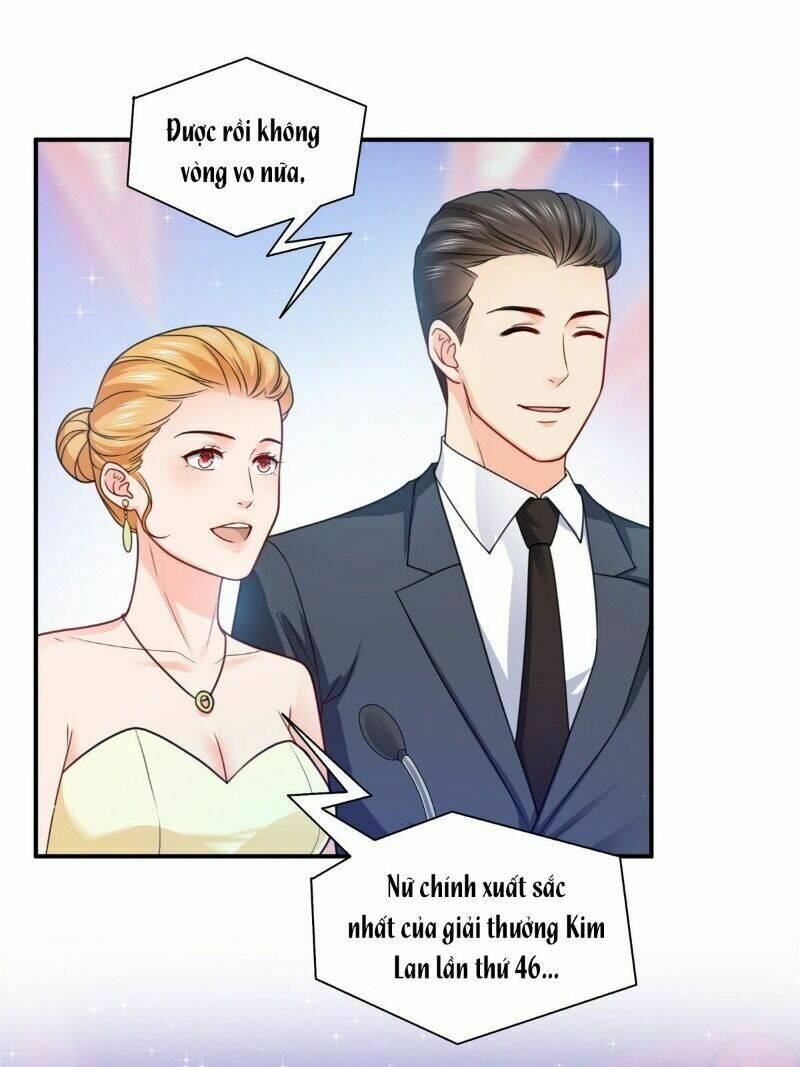 Được rồi không
vòng vo nữa,
Nữ chính xuất sắc
nhất của giải thưởng Kim
Lan lần thứ 46...